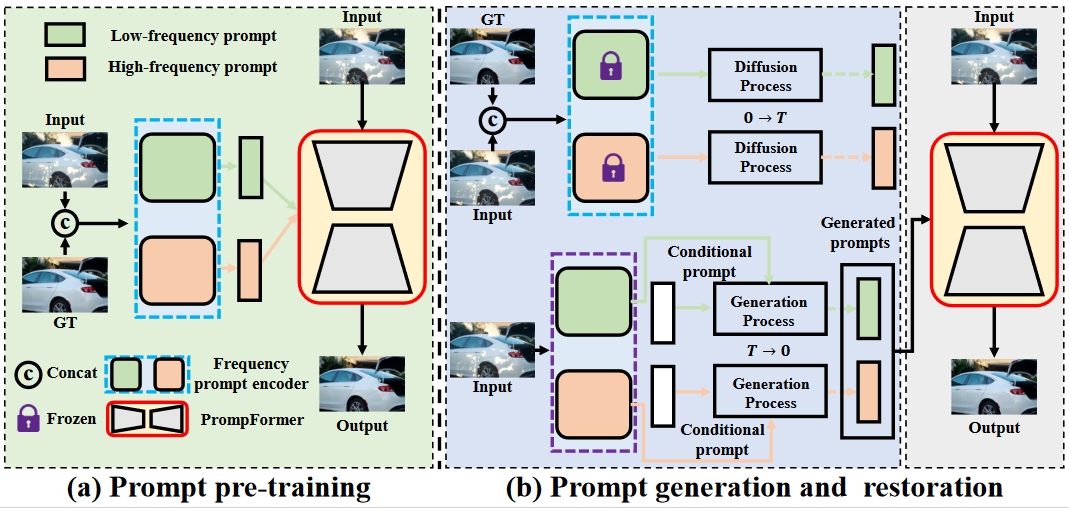 Low-frequency prompt
High-frequency prompt
Input
Input
C
GT
C
Concat
Frequency
prompt encoder
Frozen
PrompFormer
Output
(a) Prompt pre-training
GT
C
Input
Diffusion
Process
0 → T
Diffusion
Process
Input
Conditional
prompt
Generation
Process
T → 0
Generation
Process
Conditional
prompt
Generated
prompts
Input
Output
(b) Prompt generation and restoration